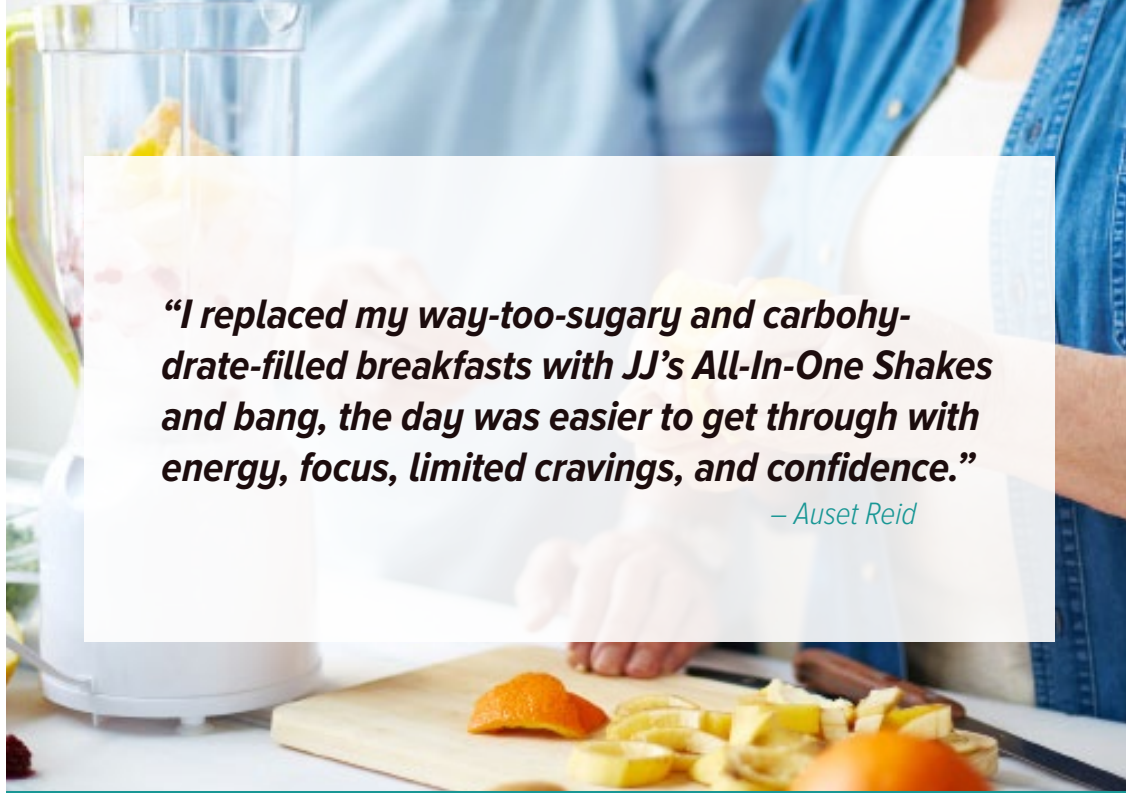 “I replaced my way-too-sugary and carbohy-
drate-filled breakfasts with JJ’s All-In-One Shakes
and bang, the day was easier to get through with
energy, focus, limited cravings, and confidence.”
– Auset Reid